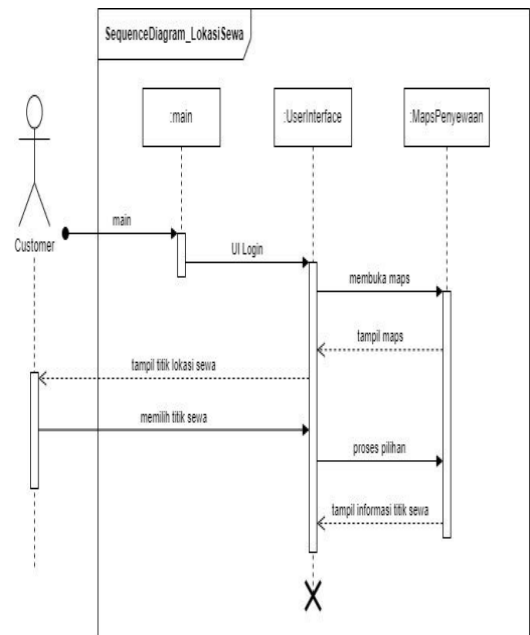 SequenceDiagram_LokasiSewa
:main
:UserInterface
:MapsPenyewaan
Customer
main
UI Login
membuka maps
tampil maps
tampil titik lokasi sewa
memilih titik sewa
proses pilihan
tampil informasi titik sewa